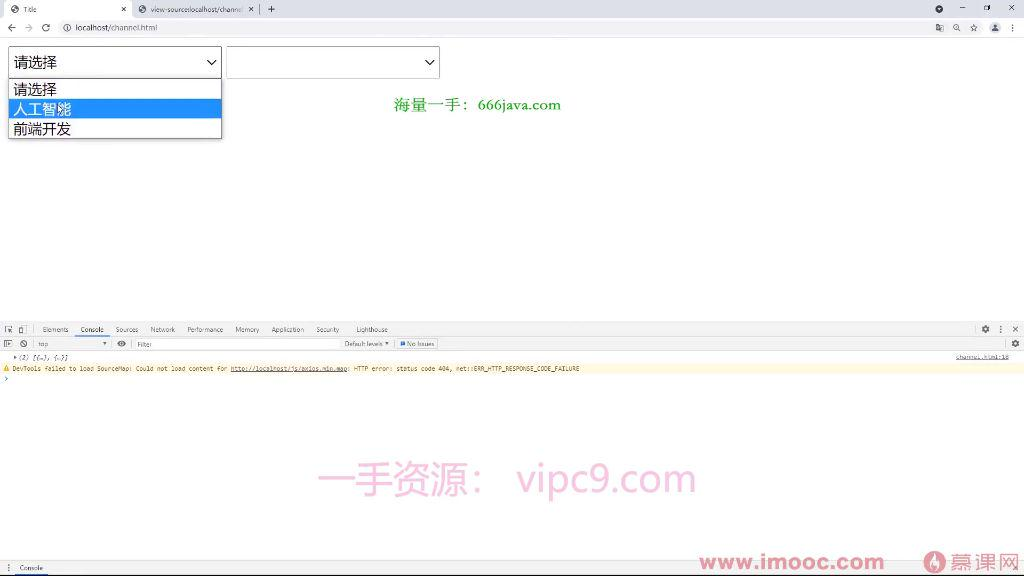 Title
view-source:localhost/channel
localhost/channel.html
请选择
请选择
人工智能
前端开发
海量一手：666java.com
Elements Console Sources Network Performance Memory Application Security Lighthouse
top Filter Default levels No Issues
(2) [{…}, {…}] channel.html:18
DevTools failed to load SourceMap: Could not load content for http://localhost/js/axios.min.map: HTTP error: status code 404, net::ERR_HTTP_RESPONSE_CODE_FAILURE
一手资源： vipc9.com
www.imooc.com 慕课网
Console